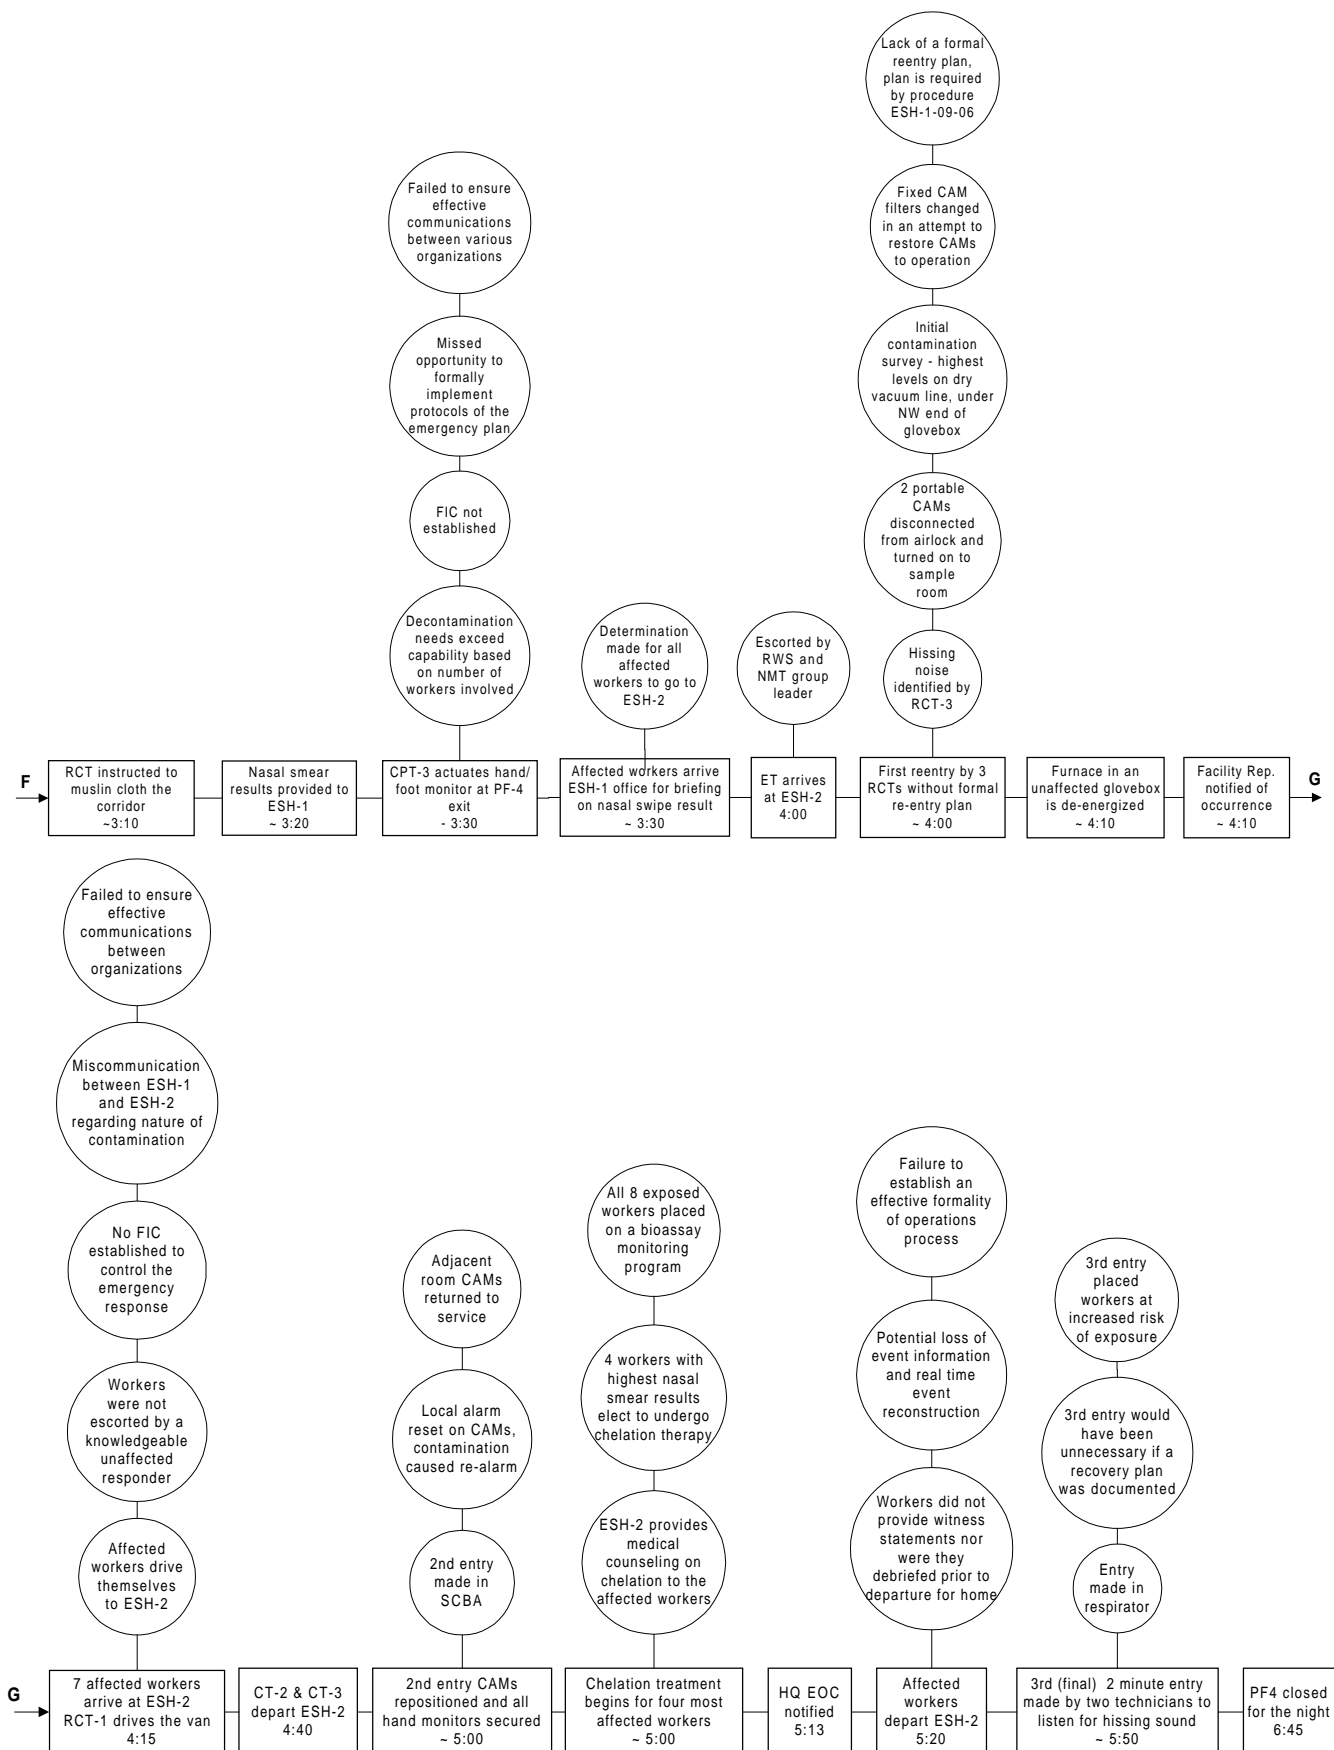 Lack of a formal
reentry plan,
plan is required
by procedure
ESH-1-09-06
Fixed CAM
filters changed
in an attempt to
restore CAMs
to operation
Initial
contamination
survey - highest
levels on dry
vacuum line, under
NW end of
glovebox
2 portable
CAMs
disconnected
from airlock and
turned on to
sample
room
Hissing
noise
identified by
RCT-3
Failed to ensure
effective
communications
between various
organizations
Missed
opportunity to
formally
implement
protocols of the
emergency plan
FIC not
established
Decontamination
needs exceed
capability based
on number of
workers involved
Determination
made for all
affected
workers to go to
ESH-2
Escorted by
RWS and
NMT group
leader
F
RCT instructed to
muslin cloth the
corridor
~3:10
Nasal smear
results provided to
ESH-1
~ 3:20
CPT-3 actuates hand/
foot monitor at PF-4
exit
- 3:30
Affected workers arrive
ESH-1 office for briefing
on nasal swipe result
~ 3:30
ET arrives
at ESH-2
4:00
First reentry by 3
RCTs without formal
re-entry plan
~ 4:00
Furnace in an
unaffected glovebox
is de-energized
~ 4:10
Facility Rep.
notified of
occurrence
~ 4:10
G
Failed to ensure
effective
communications
between
organizations
Miscommunication
between ESH-1
and ESH-2
regarding nature of
contamination
No FIC
established to
control the
emergency
response
Workers
were not
escorted by a
knowledgeable
unaffected
responder
Affected
workers drive
themselves
to ESH-2
Adjacent
room CAMs
returned to
service
Local alarm
reset on CAMs,
contamination
caused re-alarm
2nd entry
made in
SCBA
All 8 exposed
workers placed
on a bioassay
monitoring
program
4 workers with
highest nasal
smear results
elect to undergo
chelation therapy
ESH-2 provides
medical
counseling on
chelation to the
affected workers
Failure to
establish an
effective formality
of operations
process
Potential loss of
event information
and real time
event
reconstruction
Workers did not
provide witness
statements nor
were they
debriefed prior to
departure for home
3rd entry
placed
workers at
increased risk
of exposure
3rd entry would
have been
unnecessary if a
recovery plan
was documented
Entry
made in
respirator
G
7 affected workers
arrive at ESH-2
RCT-1 drives the van
4:15
CT-2 & CT-3
depart ESH-2
4:40
2nd entry CAMs
repositioned and all
hand monitors secured
~ 5:00
Chelation treatment
begins for four most
affected workers
~ 5:00
HQ EOC
notified
5:13
Affected
workers
depart ESH-2
5:20
3rd (final) 2 minute entry
made by two technicians to
listen for hissing sound
~ 5:50
PF4 closed
for the night
6:45